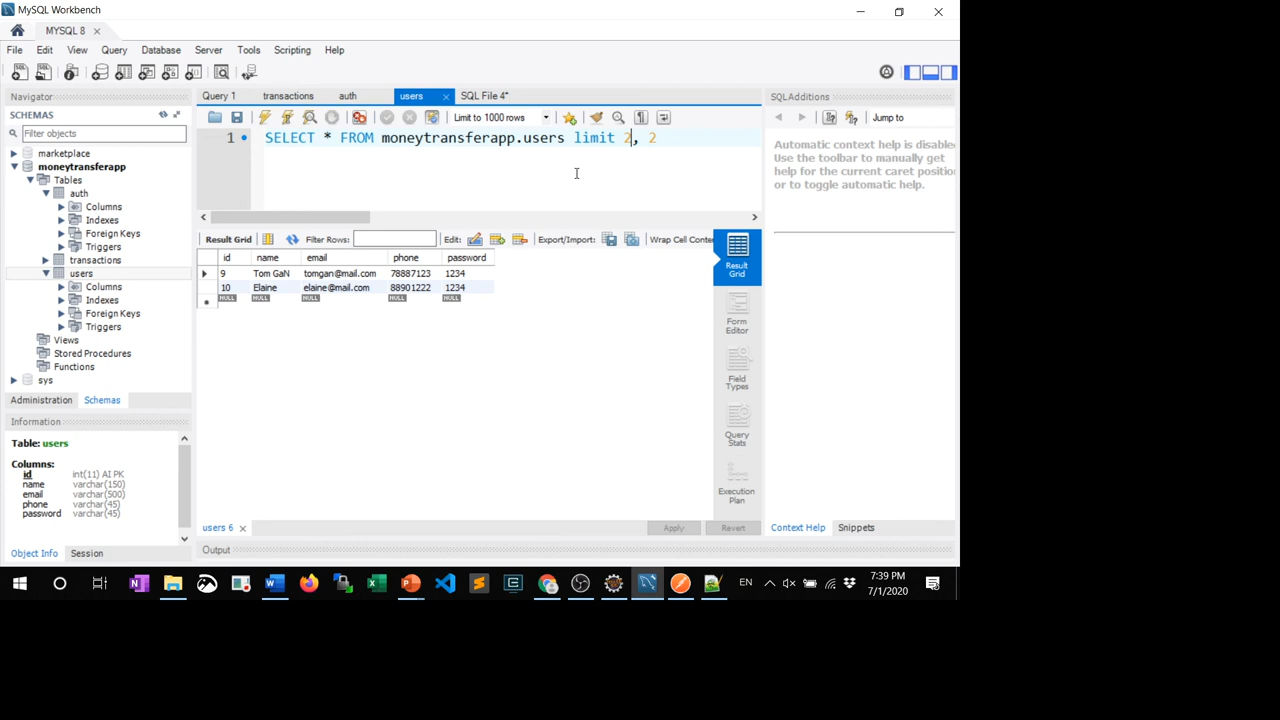 MySQL Workbench
MYSQL 8
File Edit View Query Database Server Tools Scripting Help
Navigator
SCHEMAS
Filter objects
marketplace
moneytransferapp
Tables
auth
Columns
Indexes
Foreign Keys
Triggers
transactions
users
Columns
Indexes
Foreign Keys
Triggers
Views
Stored Procedures
Functions
sys
Administration Schemas
Information
Table: users
Columns:
id int(11) AI PK
name varchar(150)
email varchar(500)
phone varchar(45)
password varchar(45)
Object Info Session
Query 1 transactions auth users SQL File 4*
Limit to 1000 rows
1 SELECT * FROM moneytransferapp.users limit 2, 2
Result Grid Filter Rows: Edit: Export/Import: Wrap Cell Conte
id name email phone password
9 Tom GaN tomgan@mail.com 78887123 1234
10 Elaine elaine@mail.com 88901222 1234
NULL NULL NULL NULL NULL
Result
Grid
Form
Editor
Field
Types
Query
Stats
Execution
Plan
users 6 Apply Revert
Output
SQLAdditions
Jump to
Automatic context help is disable
Use the toolbar to manually get
help for the current caret positio
or to toggle automatic help.
Context Help Snippets
EN
7:39 PM
7/1/2020